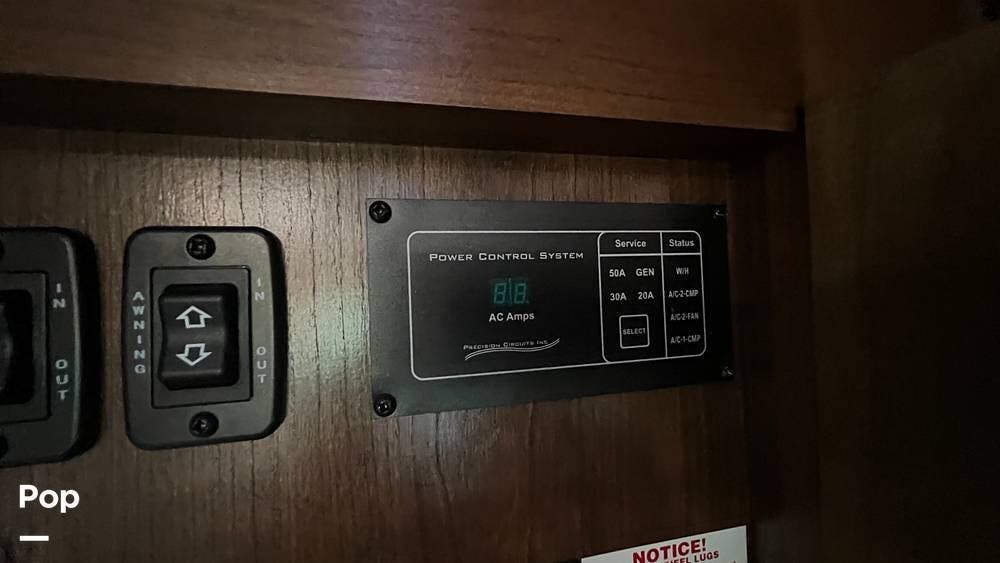 IN
OUT
AWNING
IN
OUT
POWER CONTROL SYSTEM
AC Amps
PRECISION CIRCUITS INC
Service
Status
50A GEN
30A 20A
SELECT
W/H
A/C-2-CMP
A/C-2-FAN
A/C-1-CMP
Pop
NOTICE!
LUGS